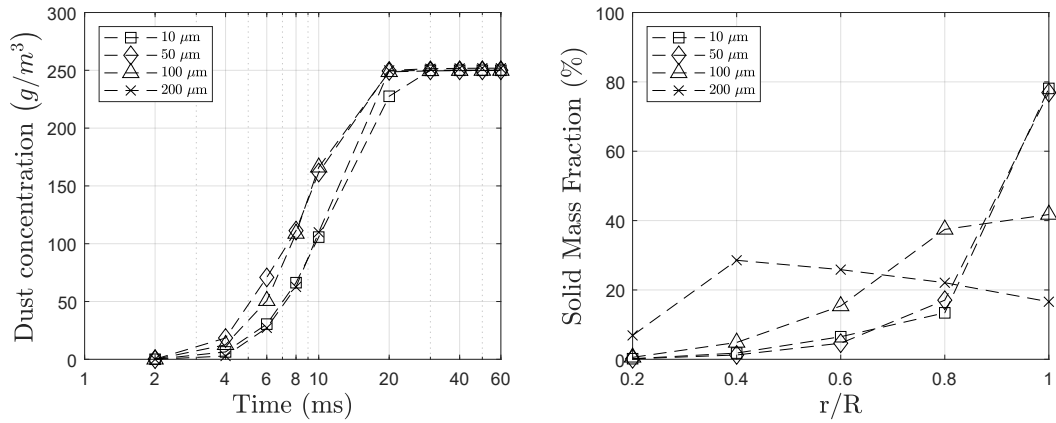 300
250
200
150
100
50
0
Dust concentration (g/m³)
10 μm
50 μm
100 μm
200 μm
1 2 4 6 8 10 20 40 60
Time (ms)
100
80
60
40
20
0
Solid Mass Fraction (%)
10 μm
50 μm
100 μm
200 μm
0.2 0.4 0.6 0.8 1
r/R